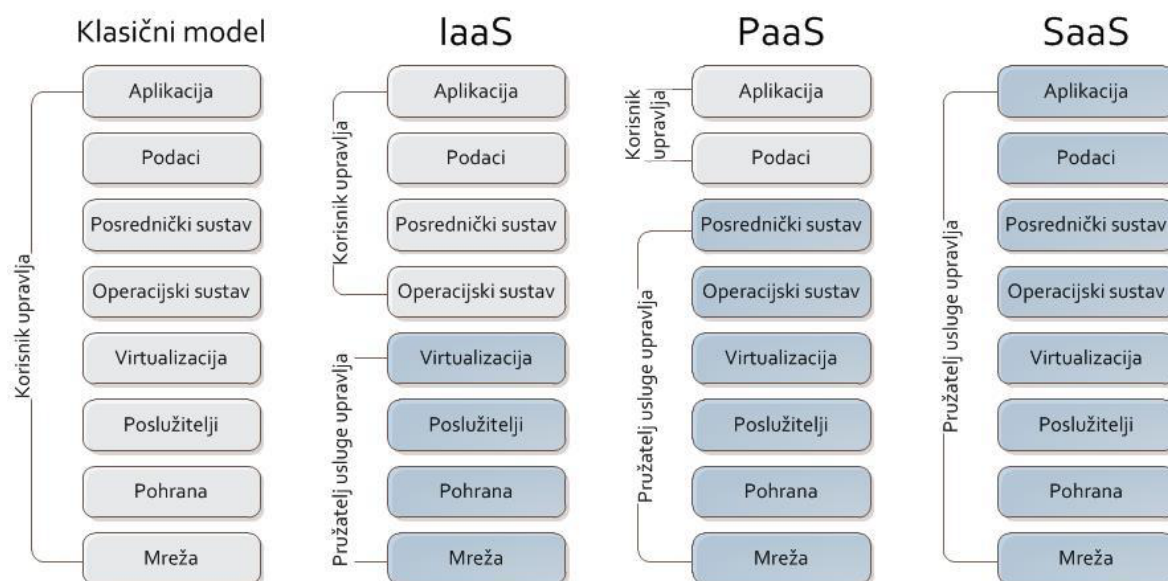 Klasični model
Korisnik upravlja
Aplikacija
Podaci
Posrednički sustav
Operacijski sustav
Virtualizacija
Poslužitelji
Pohrana
Mreža
IaaS
Korisnik upravlja
Pružatelj usluge upravlja
Aplikacija
Podaci
Posrednički sustav
Operacijski sustav
Virtualizacija
Poslužitelji
Pohrana
Mreža
PaaS
Korisnik
upravlja
Pružatelj usluge upravlja
Aplikacija
Podaci
Posrednički sustav
Operacijski sustav
Virtualizacija
Poslužitelji
Pohrana
Mreža
SaaS
Pružatelj usluge upravlja
Aplikacija
Podaci
Posrednički sustav
Operacijski sustav
Virtualizacija
Poslužitelji
Pohrana
Mreža